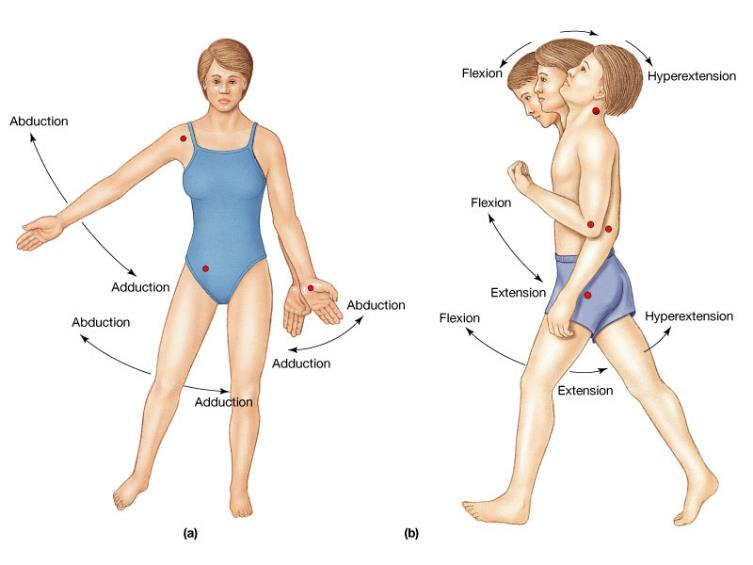 Abduction
Adduction
Abduction
Adduction
Abduction
Adduction
(a)
Flexion
Hyperextension
Flexion
Extension
Flexion
Hyperextension
Extension
(b)